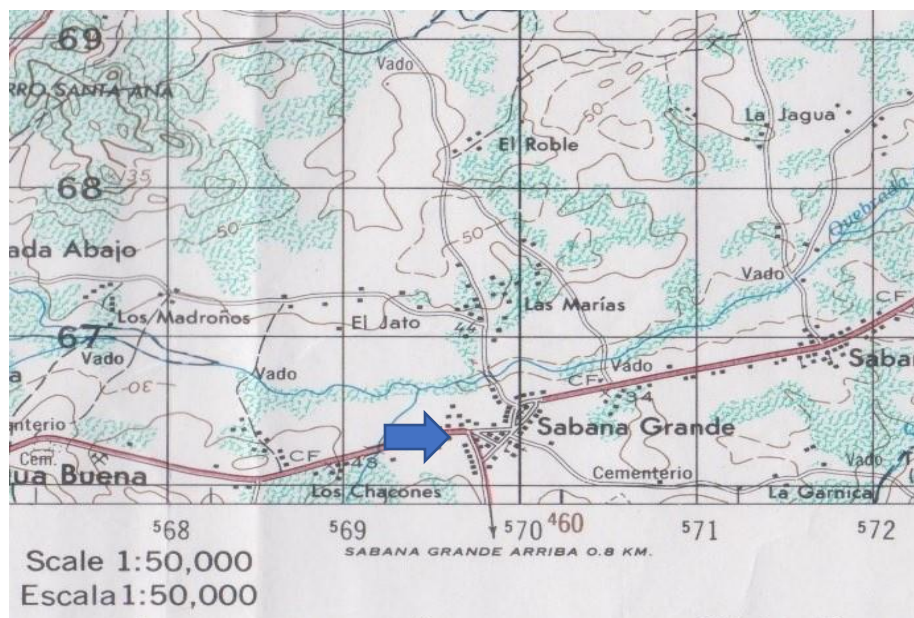 69
Vado
RRO SANTA ANA
50
La Jagua
El Roble
35
68
Quebrada
50
50
ada Abajo
Vado
CF
Las Marías
Los Madroños
El Jato
44
67
Vado
Vado
Vado
Saba
a
30
CF
34
enterio
Sabana Grande
Cem.
CF
48
Cementerio
Vado
ua Buena
Los Chacones
La Garnica
568
569
570
460
571
572
SABANA GRANDE ARRIBA 0.8 KM.
Scale 1:50,000
Escala 1:50,000